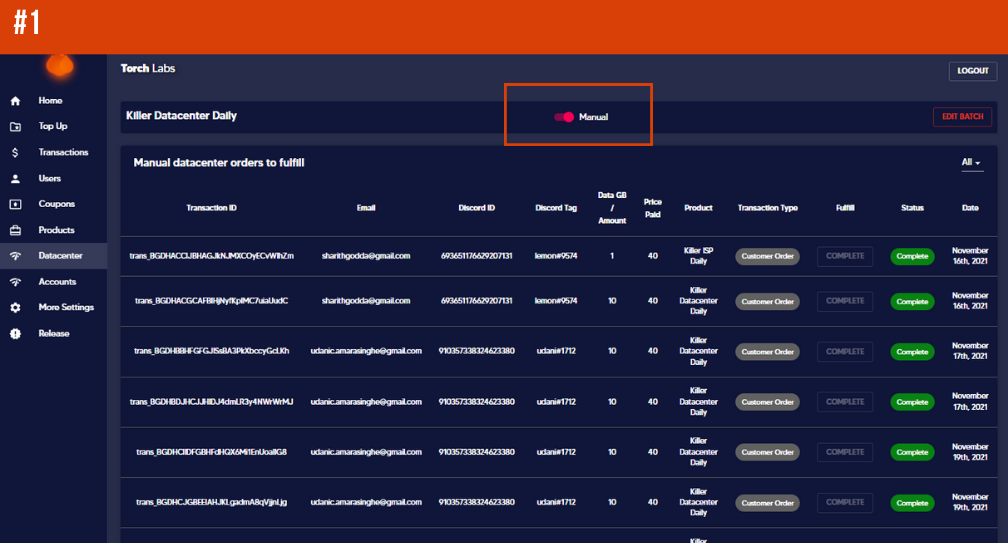 #1
Torch Labs
LOGOUT
Home
Top Up
Transactions
Users
Coupons
Products
Datacenter
Accounts
More Settings
Release
Killer Datacenter Daily
Manual
EDIT BATCH
Manual datacenter orders to fulfill
All
Transaction ID Email Discord ID Discord Tag Data GB / Amount Price Paid Product Transaction Type Fulfill Status Date
sharithgodda@gmail.com 693651176629207131 lemon#9574 1 40 Killer ISP Daily Customer Order COMPLETE Complete November 16th, 2021
sharithgodda@gmail.com 693651176629207131 lemon#9574 10 40 Killer Datacenter Daily Customer Order COMPLETE Complete November 16th, 2021
udanic.amarasinghe@gmail.com 910357338324623380 udani#1712 10 40 Killer Datacenter Daily Customer Order COMPLETE Complete November 17th, 2021
udanic.amarasinghe@gmail.com 910357338324623380 udani#1712 10 40 Killer Datacenter Daily Customer Order COMPLETE Complete November 17th, 2021
udanic.amarasinghe@gmail.com 910357338324623380 udani#1712 10 40 Killer Datacenter Daily Customer Order COMPLETE Complete November 19th, 2021
udanic.amarasinghe@gmail.com 910357338324623380 udani#1712 10 40 Killer Datacenter Daily Customer Order COMPLETE Complete November 19th, 2021
Killer